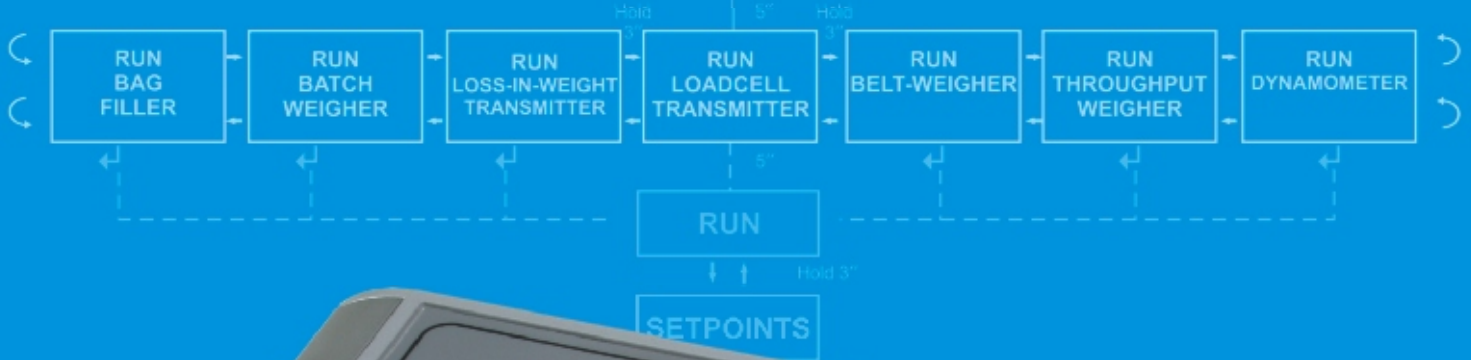 Hold
5"
Hold
3"
3"
RUN
BAG
FILLER
RUN
BATCH
WEIGHER
RUN
LOSS-IN-WEIGHT
TRANSMITTER
RUN
LOADCELL
TRANSMITTER
RUN
BELT-WEIGHER
RUN
THROUGHPUT
WEIGHER
RUN
DYNAMOMETER
5"
RUN
Hold 3"
SETPOINTS